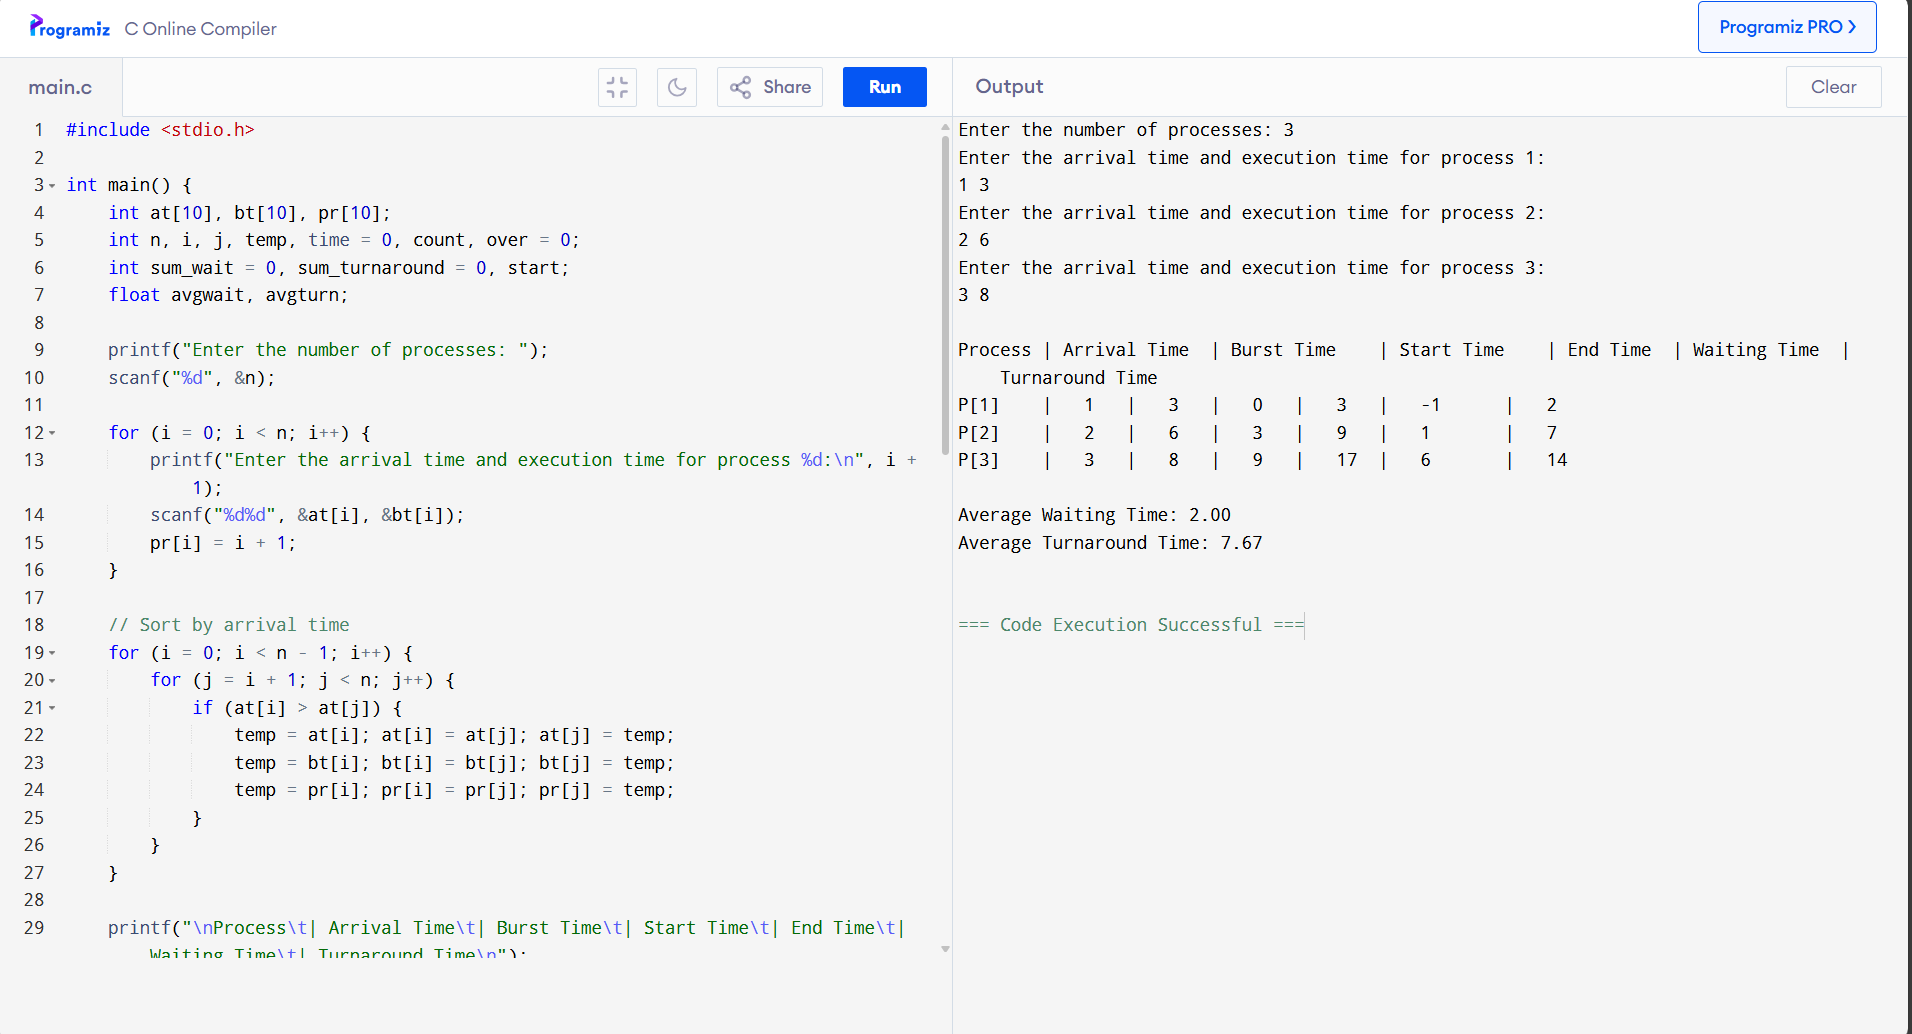 Programiz C Online Compiler
Programiz PRO
main.c
Share
Run
Output
Clear
1 #include <stdio.h>
2
3 int main() {
4 int at[10], bt[10], pr[10];
5 int n, i, j, temp, time = 0, count, over = 0;
6 int sum_wait = 0, sum_turnaround = 0, start;
7 float avgwait, avgturn;
8
9 printf("Enter the number of processes: ");
10 scanf("%d", &n);
11
12 for (i = 0; i < n; i++) {
13 printf("Enter the arrival time and execution time for process %d:\n", i +
1);
14 scanf("%d%d", &at[i], &bt[i]);
15 pr[i] = i + 1;
16 }
17
18 // Sort by arrival time
19 for (i = 0; i < n - 1; i++) {
20 for (j = i + 1; j < n; j++) {
21 if (at[i] > at[j]) {
22 temp = at[i]; at[i] = at[j]; at[j] = temp;
23 temp = bt[i]; bt[i] = bt[j]; bt[j] = temp;
24 temp = pr[i]; pr[i] = pr[j]; pr[j] = temp;
25 }
26 }
27 }
28
29 printf("\nProcess\t| Arrival Time\t| Burst Time\t| Start Time\t| End Time\t|
Waiting Time\t| Turnaround Time\n");
Enter the number of processes: 3
Enter the arrival time and execution time for process 1:
1 3
Enter the arrival time and execution time for process 2:
2 6
Enter the arrival time and execution time for process 3:
3 8
Process | Arrival Time | Burst Time | Start Time | End Time | Waiting Time |
Turnaround Time
P[1] | 1 | 3 | 0 | 3 | -1 | 2
P[2] | 2 | 6 | 3 | 9 | 1 | 7
P[3] | 3 | 8 | 9 | 17 | 6 | 14
Average Waiting Time: 2.00
Average Turnaround Time: 7.67
=== Code Execution Successful ===